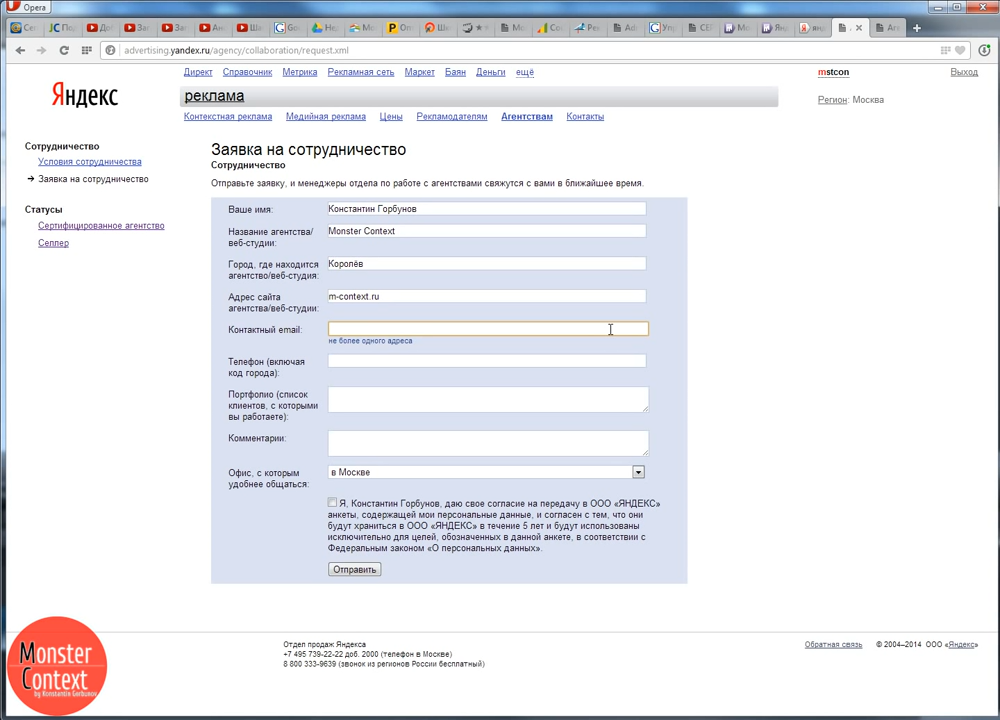 Opera
advertising.yandex.ru/agency/collaboration/request.xml
Директ Справочник Метрика Рекламная сеть Маркет Баян Деньги ещё
mstcon
Выход
Яндекс
реклама
Регион: Москва
Контекстная реклама Медийная реклама Цены Рекламодателям Агентствам Контакты
Сотрудничество
Условия сотрудничества
→ Заявка на сотрудничество
Статусы
Сертифицированное агентство
Селлер
Заявка на сотрудничество
Сотрудничество
Отправьте заявку, и менеджеры отдела по работе с агентствами свяжутся с вами в ближайшее время.
Ваше имя: Константин Горбунов
Название агентства/ Monster Context
веб-студии:
Город, где находится Королёв
агентство/веб-студия:
Адрес сайта m-context.ru
агентства/веб-студии:
Контактный email:
не более одного адреса
Телефон (включая
код города):
Портфолио (список
клиентов, с которыми
вы работаете):
Комментарии:
Офис, с которым в Москве
удобнее общаться:
Я, Константин Горбунов, даю свое согласие на передачу в ООО «ЯНДЕКС»
анкеты, содержащей мои персональные данные, и согласен с тем, что они
будут храниться в ООО «ЯНДЕКС» в течение 5 лет и будут использованы
исключительно для целей, обозначенных в данной анкете, в соответствии с
Федеральным законом «О персональных данных».
Отправить
Monster
Context
by Konstantin Gorbunov
Отдел продаж Яндекса
+7 495 739-22-22 доб. 2000 (телефон в Москве)
8 800 333-9639 (звонок из регионов России бесплатный)
Обратная связь
© 2004–2014 ООО «Яндекс»